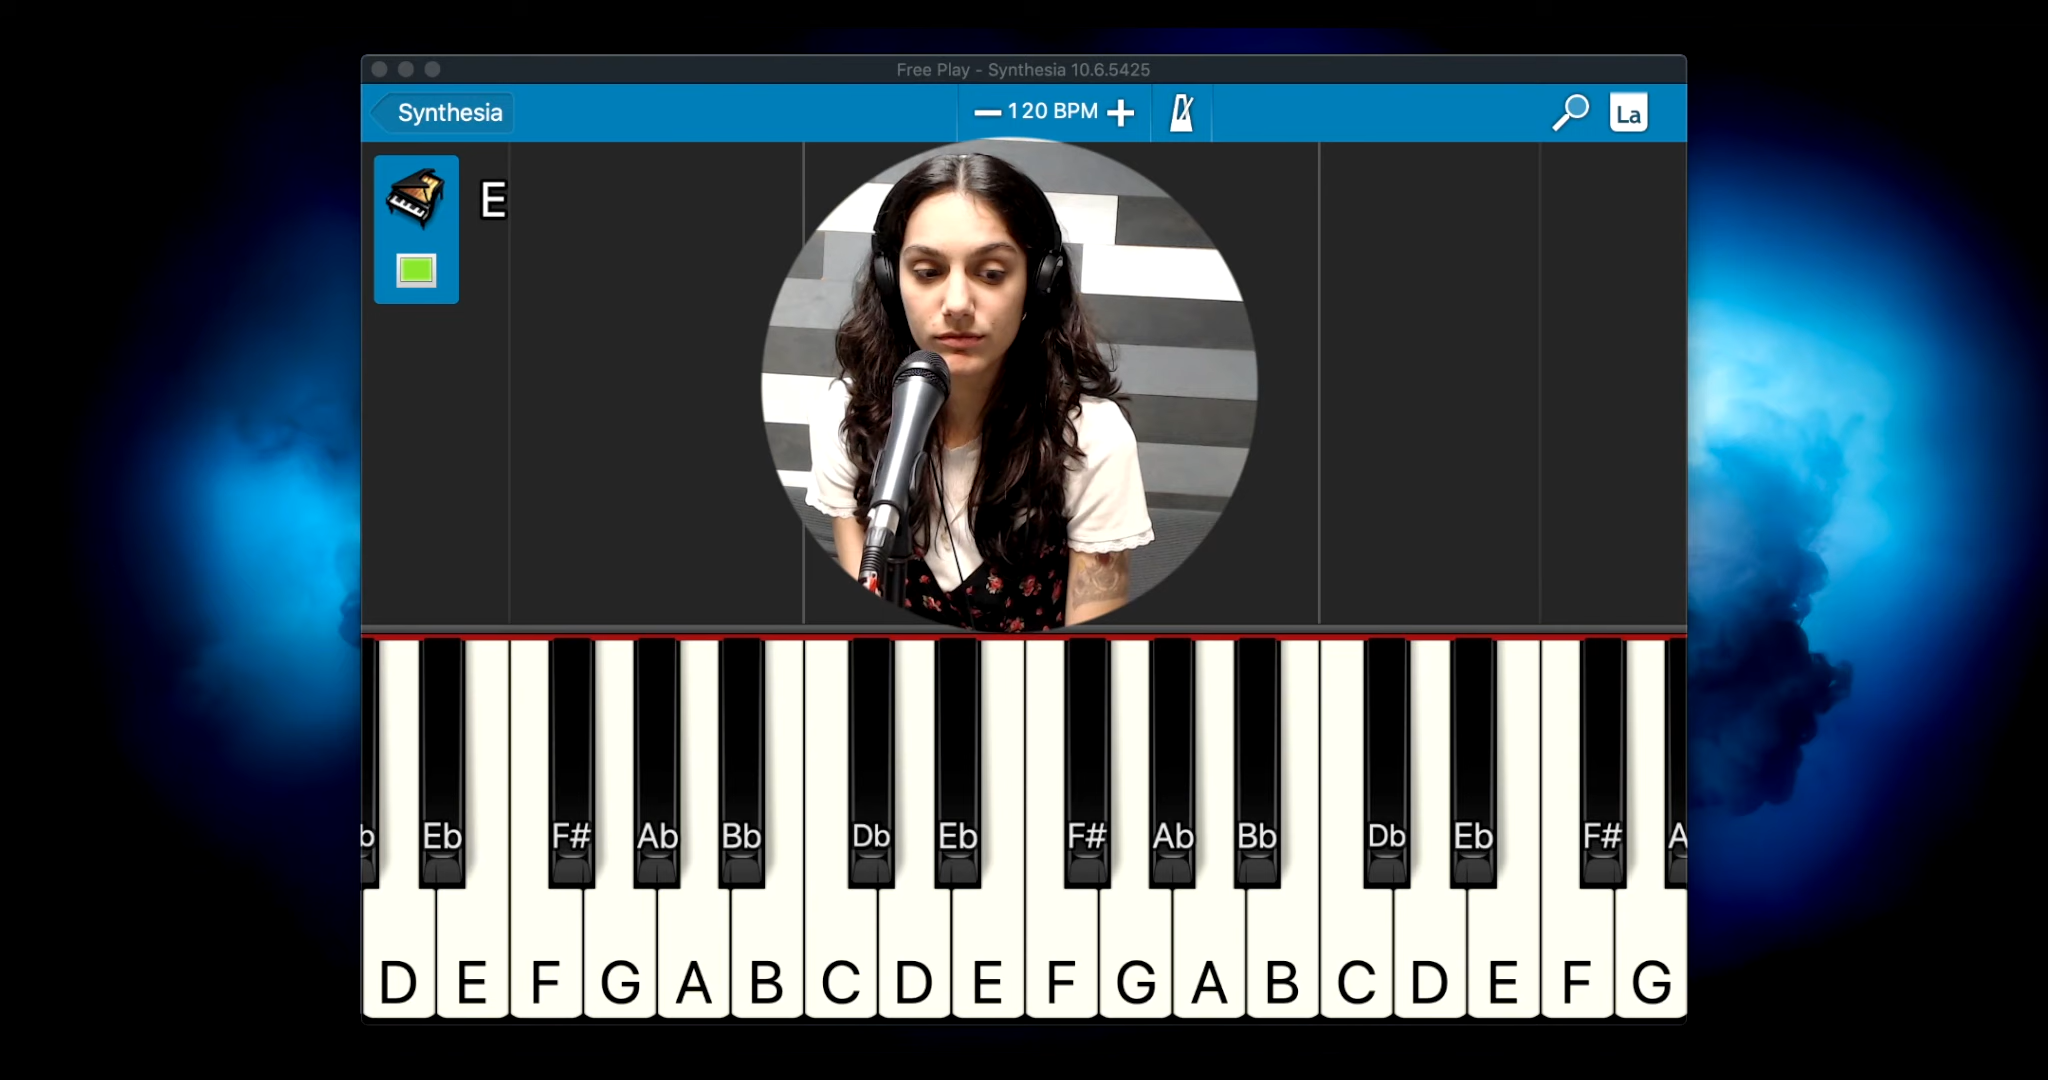 Free Play - Synthesia 10.6.5425
Synthesia
120 BPM
La
E
b Eb F# Ab Bb Db Eb F# Ab Bb Db Eb F# A
D E F G A B C D E F G A B C D E F G